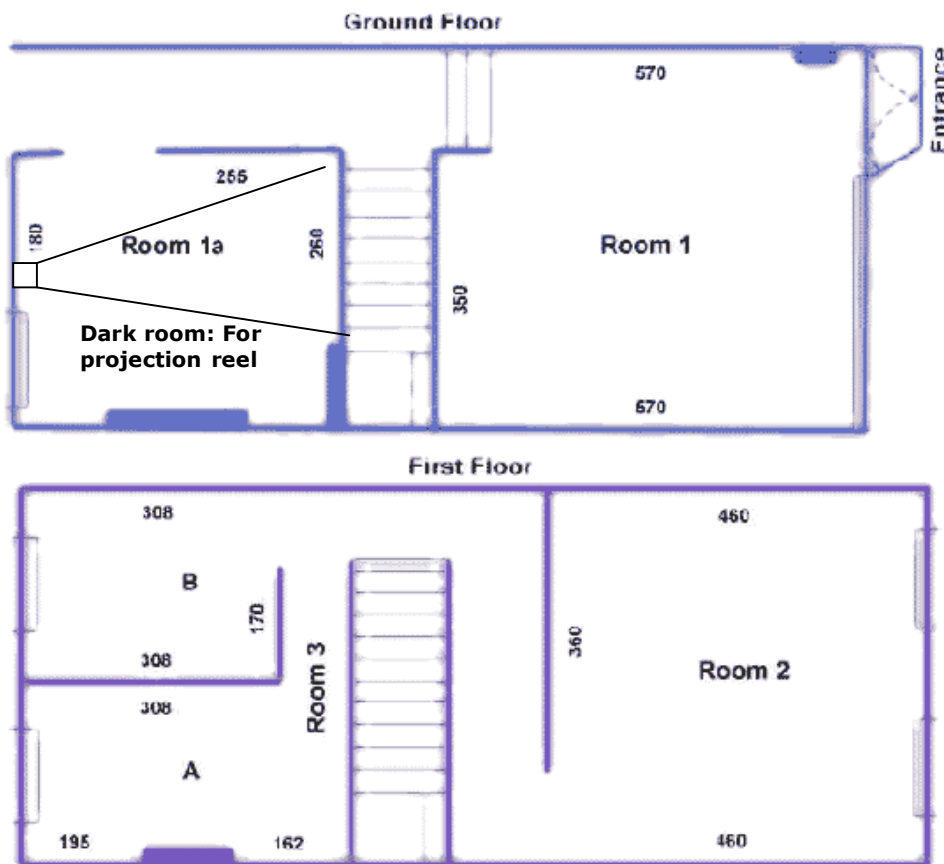 Ground Floor
570
Entrance
255
180
Room 1a
260
Room 1
350
Dark room: For
projection reel
570
First Floor
308
460
B
170
308
Room 3
360
Room 2
308
A
195
162
460